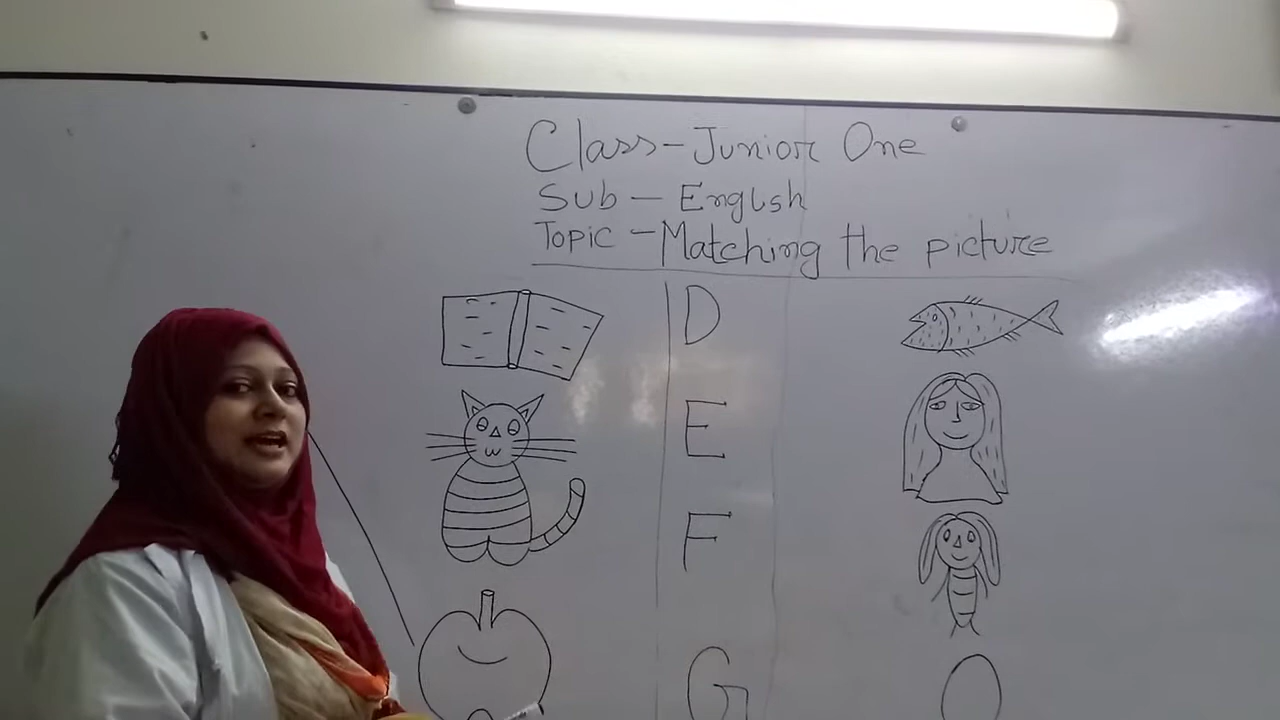 Class - Junior One
Sub - English
Topic - Matching the picture
D
E
F
G